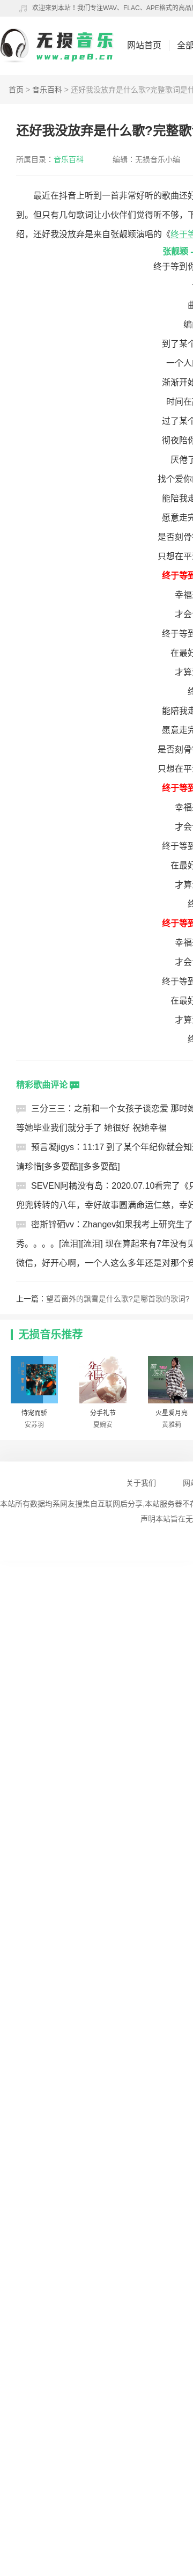 欢迎来到本站！我们专注WAV、FLAC、APE格式的高品
无损音乐
www.ape8.cn
网站首页
全部
首页 > 音乐百科 > 还好我没放弃是什么歌?完整歌词是什
还好我没放弃是什么歌?完整歌
所属目录：音乐百科 编辑：无损音乐小编
最近在抖音上听到一首非常好听的歌曲还好
到。但只有几句歌词让小伙伴们觉得听不够，下
绍，还好我没放弃是来自张靓颖演唱的《终于等
张靓颖 -
终于等到你
曲
编
到了某个
一个人
渐渐开始
时间在
过了某个
彻夜陪你
厌倦了
找个爱你
能陪我走
愿意走完
是否刻骨
只想在平
终于等到
幸福
才会
终于等到
在最好
才算
终
能陪我走
愿意走完
是否刻骨
只想在平
终于等到
幸福
才会
终于等到
在最好
才算
终
终于等到
幸福
才会
终于等到
在最好
才算
终
精彩歌曲评论
分三三三：之前和一个女孩子谈恋爱 那时她
等她毕业我们就分手了 她很好 祝她幸福
预言凝jigys：11:17 到了某个年纪你就会知道
请珍惜[多多耍酷][多多耍酷]
SEVEN阿橘没有岛：2020.07.10看完了《只
兜兜转转的八年，幸好故事圆满命运仁慈，幸好
密斯锌硒vv：Zhangev如果我考上研究生了
秀。。。。[流泪][流泪] 现在算起来有7年没有见
微信，好开心啊，一个人这么多年还是对那个穿
上一篇：望着窗外的飘雪是什么歌?是哪首歌的歌词?
无损音乐推荐
恃宠而骄
安苏羽
分手礼节
夏婉安
火星爱月亮
黄雅莉
关于我们
网站
本站所有数据均系网友搜集自互联网后分享,本站服务器不存
声明本站旨在无